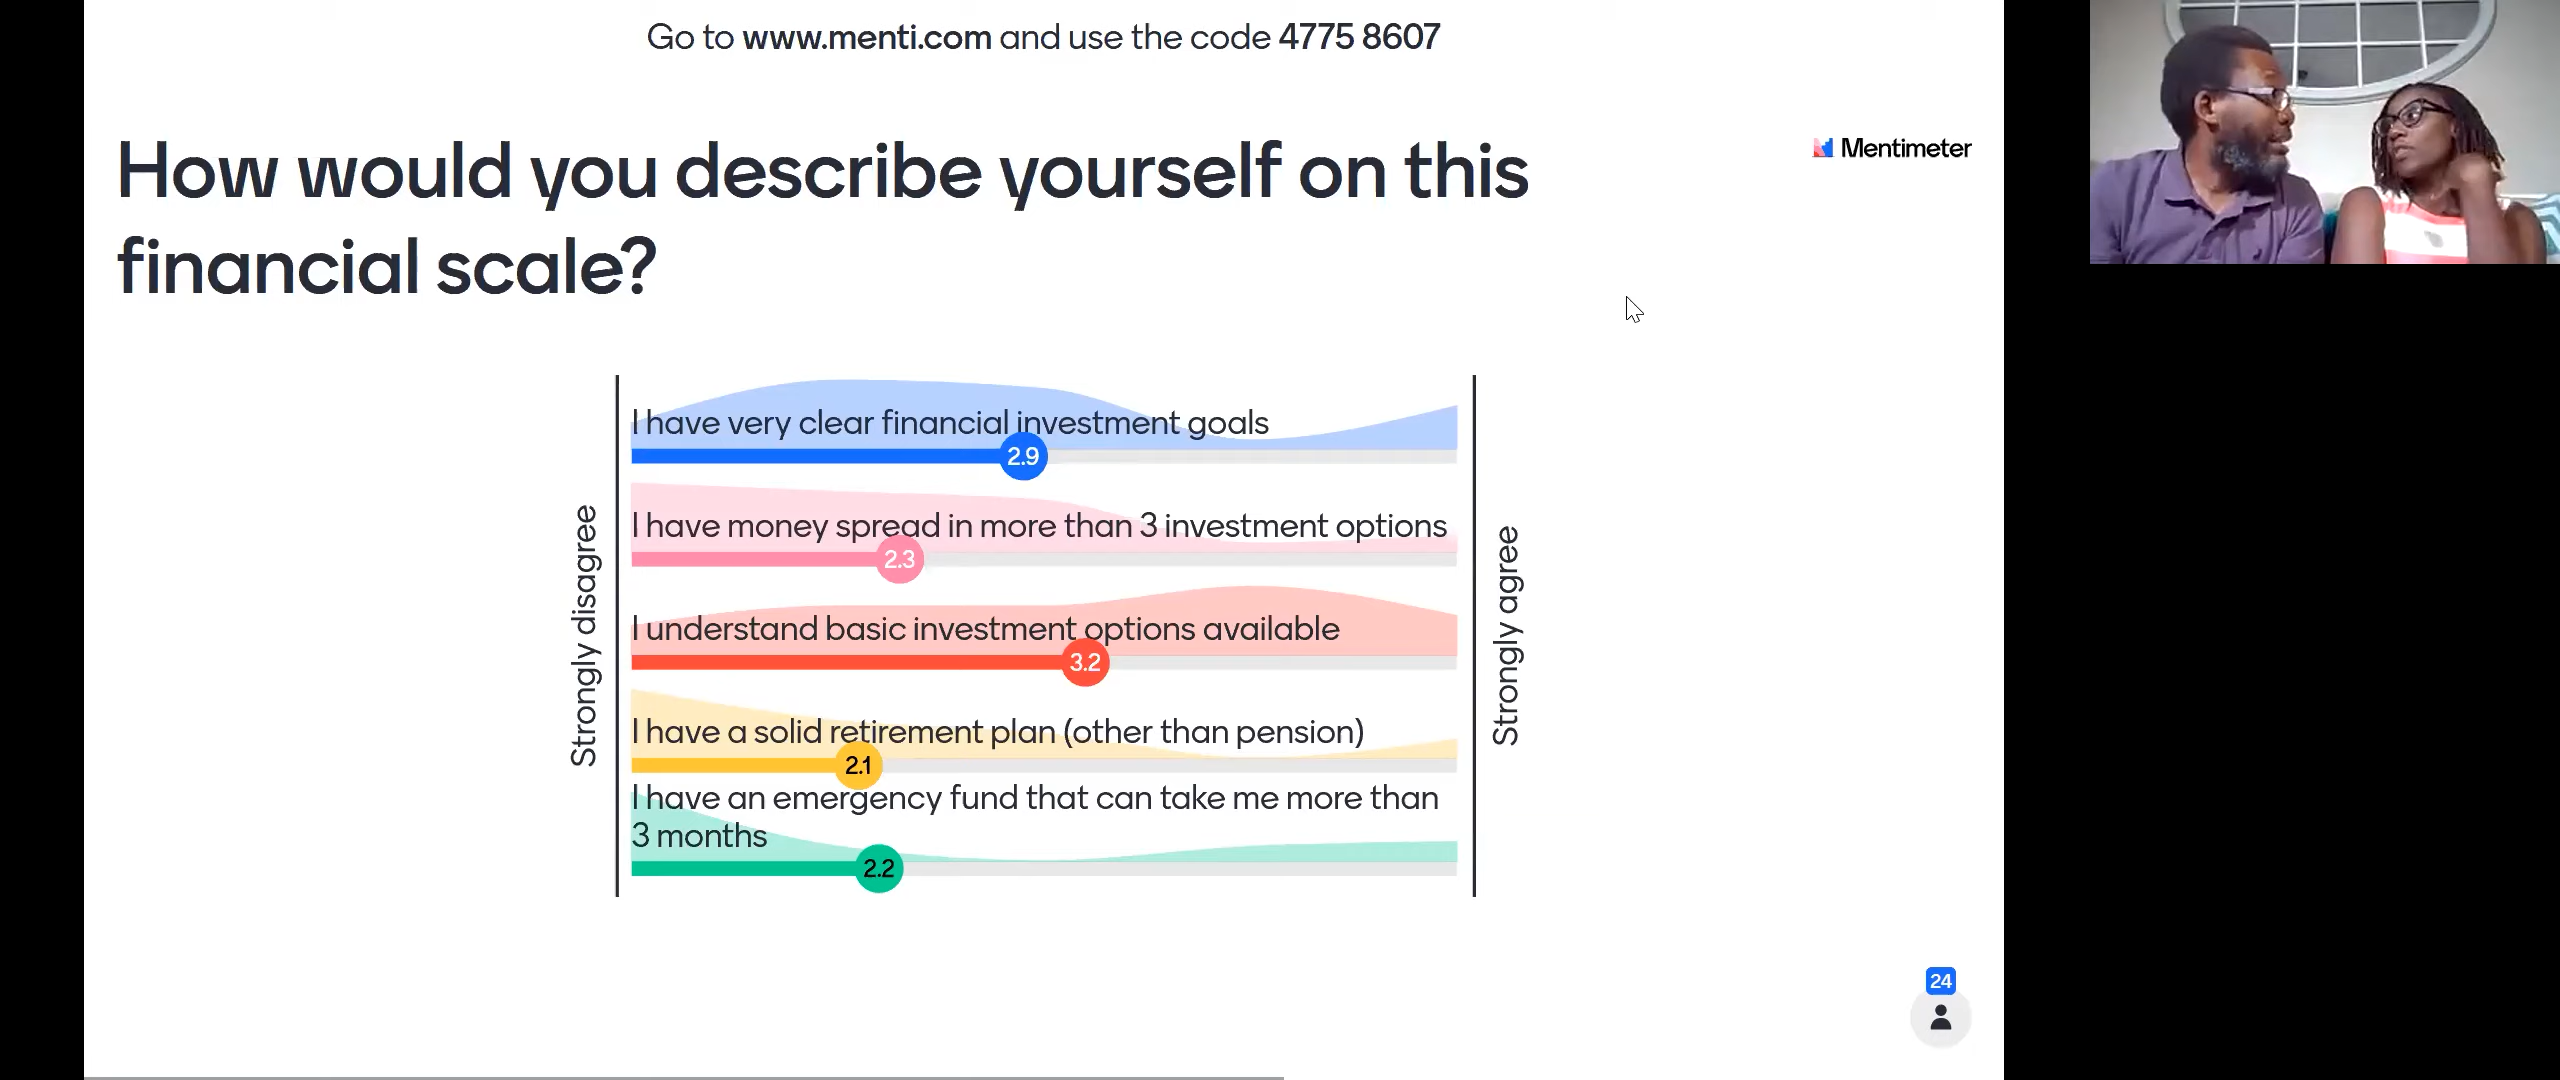 Go to www.menti.com and use the code 4775 8607
How would you describe yourself on this
financial scale?
Mentimeter
Strongly disagree
I have very clear financial investment goals
2.9
I have money spread in more than 3 investment options
2.3
I understand basic investment options available
3.2
I have a solid retirement plan (other than pension)
2.1
I have an emergency fund that can take me more than
3 months
2.2
Strongly agree
24